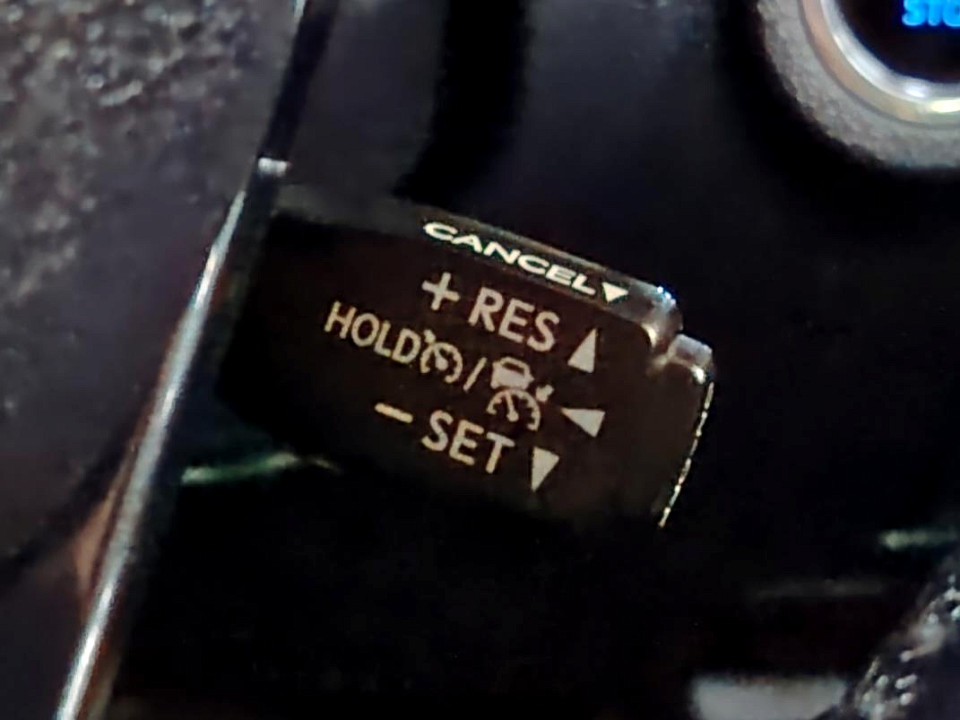 CANCEL▼
+ RES ▲
HOLD / ◀
− SET ▼